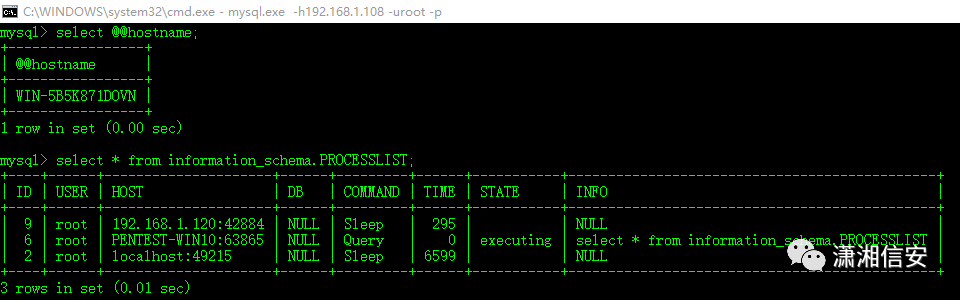 C:\WINDOWS\system32\cmd.exe - mysql.exe  -h192.168.1.108 -uroot -p
mysql> select @@hostname;
+-----------------+
| @@hostname      |
+-----------------+
| WIN-5B5K871DOVN |
+-----------------+
1 row in set (0.00 sec)
mysql> select * from information_schema.PROCESSLIST;
+----+------+---------------------+------+---------+------+-----------+----------------------------------------------+
| ID | USER | HOST                | DB   | COMMAND | TIME | STATE     | INFO                                         |
+----+------+---------------------+------+---------+------+-----------+----------------------------------------------+
|  9 | root | 192.168.1.120:42884 | NULL | Sleep   |  295 |           | NULL                                         |
|  6 | root | PENTEST-WIN10:63865 | NULL | Query   |    0 | executing | select * from information_schema.PROCESSLIST |
|  2 | root | localhost:49215     | NULL | Sleep   | 6599 |           | NULL                                         |
+----+------+---------------------+------+---------+------+-----------+----------------------------------------------+
3 rows in set (0.01 sec)
潇湘信安